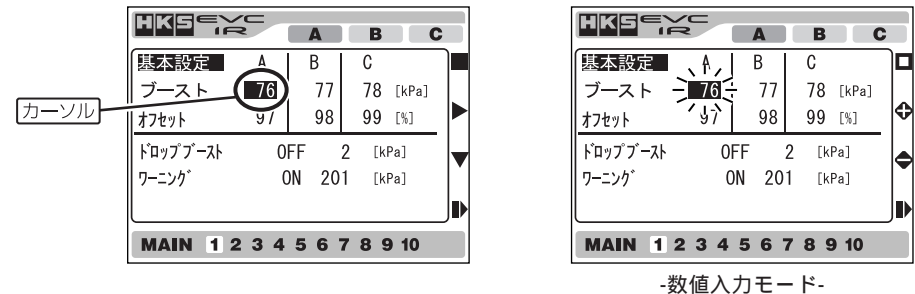 HKS EVC IR
A B C
基本設定 A B C
ブースト 76 77 78 [kPa]
オフセット 97 98 99 [%]
ドロップブースト OFF 2 [kPa]
ワーニング ON 201 [kPa]
MAIN 1 2 3 4 5 6 7 8 9 10
カーソル
HKS EVC IR
A B C
基本設定 A B C
ブースト 76 77 78 [kPa]
オフセット 97 98 99 [%]
ドロップブースト OFF 2 [kPa]
ワーニング ON 201 [kPa]
MAIN 1 2 3 4 5 6 7 8 9 10
-数値入力モード-